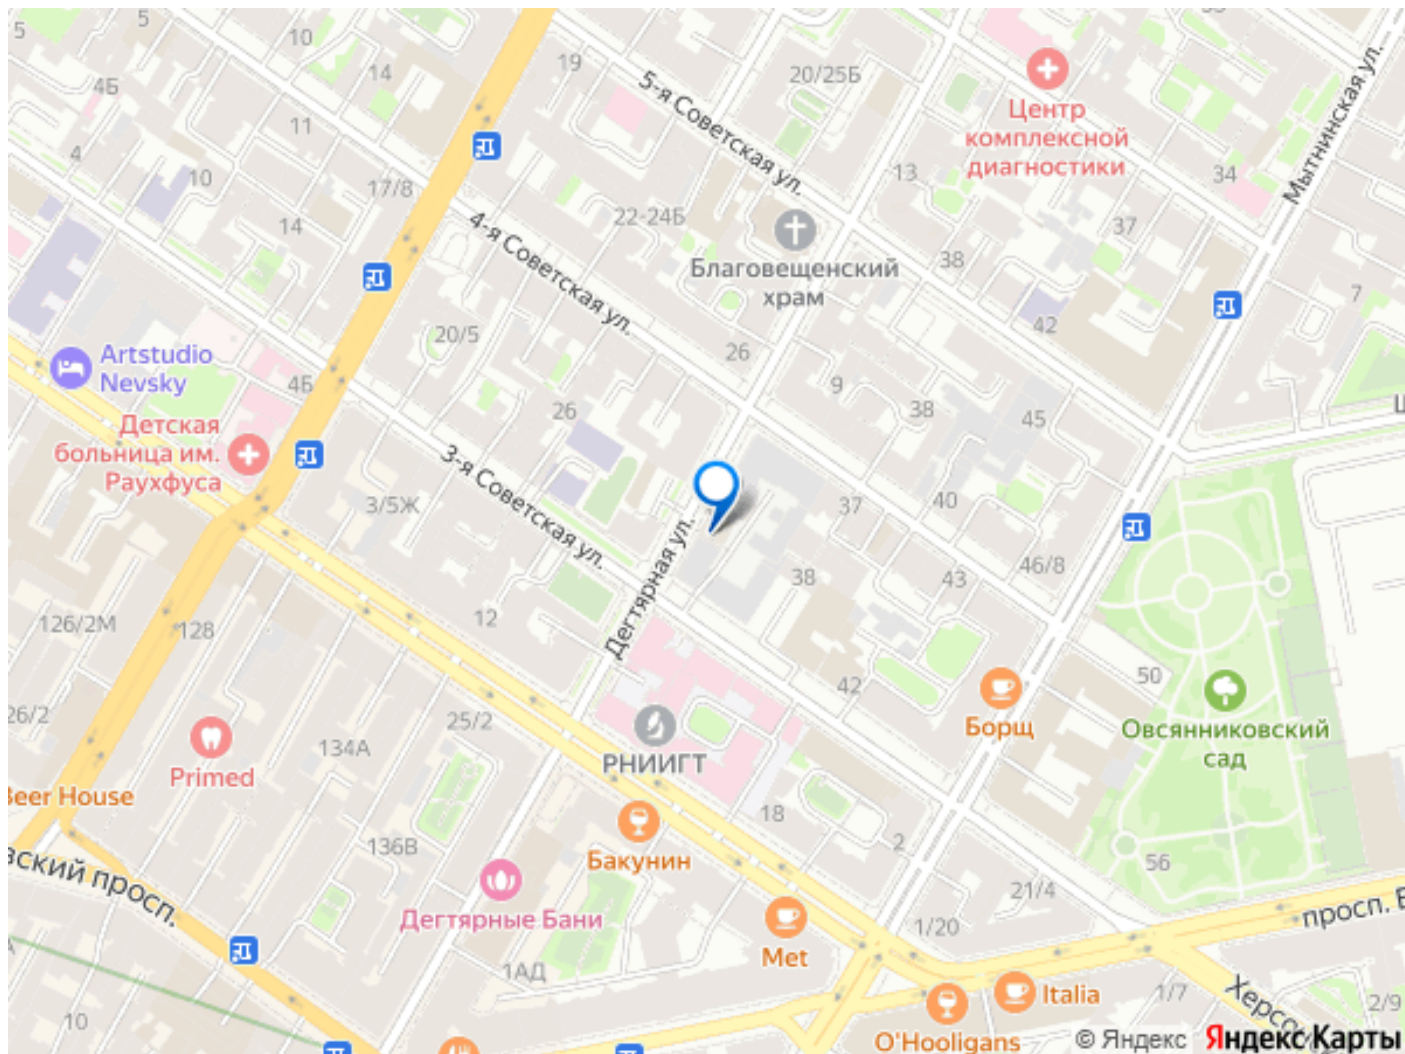 5
5
10
19
20/25Б
14
4Б
5-я Советская ул.
Центр
комплексной
диагностики
Мытнинская ул.
11
4
10
17/8
13
34
14
22-24Б
4-я Советская ул.
37
Благовещенский
храм
38
7
42
20/5
26
Artstudio
Nevsky
4Б
9
38
45
26
Детская
больница им.
Раухфуса
3-я Советская ул.
3/5Ж
37
40
46/8
38
43
Дегтярная ул.
12
126/2М
128
42
50
Борщ
Овсянниковский
сад
26/2
25/2
134А
Primed
РНИИГТ
Beer House
18
2
136В
Бакунин
56
вский просп.
21/4
Дегтярные Бани
просп. Б
1/20
Met
1АД
Italia
1/7
2/9
10
O'Hooligans
Херсо
© Яндекс Яндекс Карты